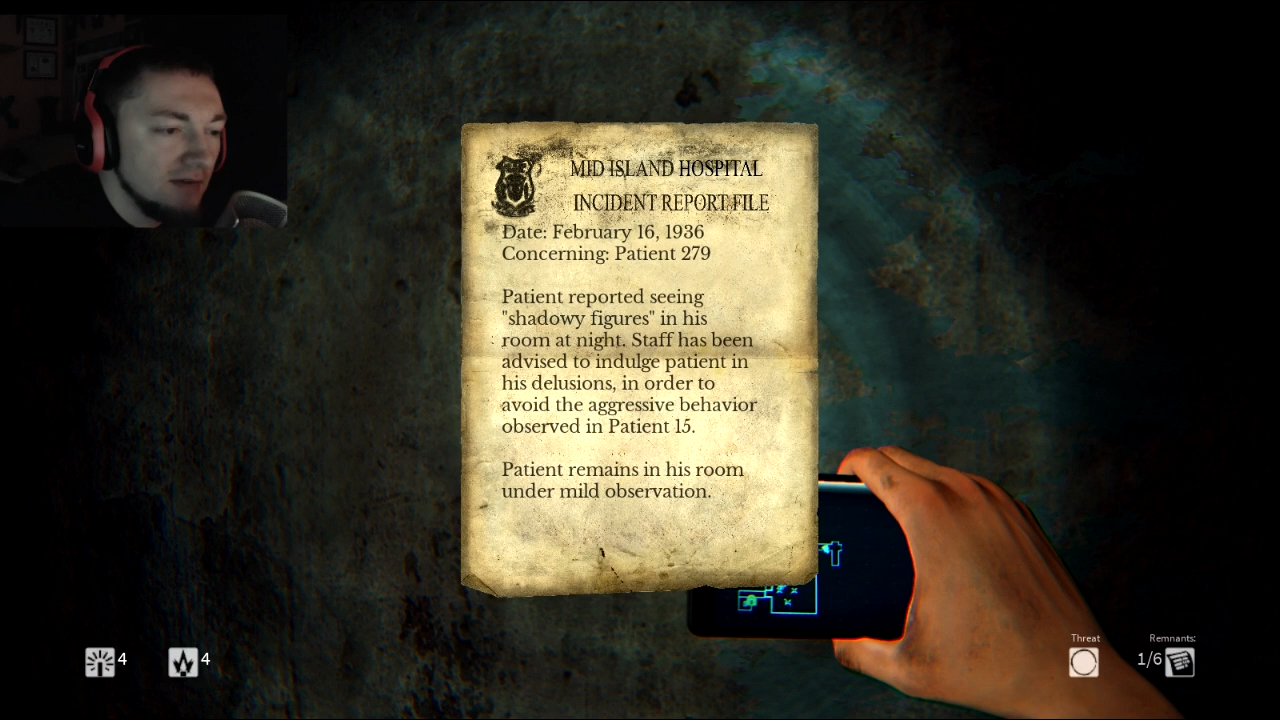 MID ISLAND HOSPITAL
INCIDENT REPORT FILE
Date: February 16, 1936
Concerning: Patient 279
Patient reported seeing
"shadowy figures" in his
room at night. Staff has been
advised to indulge patient in
his delusions, in order to
avoid the aggressive behavior
observed in Patient 15.
Patient remains in his room
under mild observation.
4
4
Threat
Remnants:
1/6